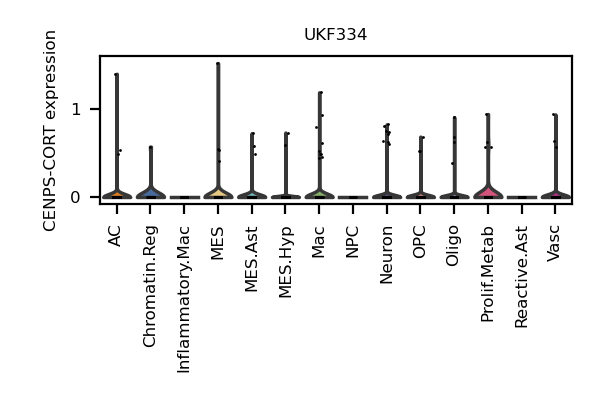 UKF334
CENPS-CORT expression
1
0
AC
Chromatin.Reg
Inflammatory.Mac
MES
MES.Ast
MES.Hyp
Mac
NPC
Neuron
OPC
Oligo
Prolif.Metab
Reactive.Ast
Vasc